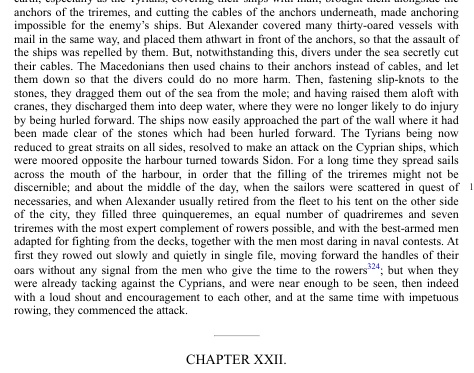 earth, especially as the Tyrians, covering their ships with mail, brought them alongside the
anchors of the triremes, and cutting the cables of the anchors underneath, made anchoring
impossible for the enemy's ships. But Alexander covered many thirty-oared vessels with
mail in the same way, and placed them athwart in front of the anchors, so that the assault of
the ships was repelled by them. But, notwithstanding this, divers under the sea secretly cut
their cables. The Macedonians then used chains to their anchors instead of cables, and let
them down so that the divers could do no more harm. Then, fastening slip-knots to the
stones, they dragged them out of the sea from the mole; and having raised them aloft with
cranes, they discharged them into deep water, where they were no longer likely to do injury
by being hurled forward. The ships now easily approached the part of the wall where it had
been made clear of the stones which had been hurled forward. The Tyrians being now
reduced to great straits on all sides, resolved to make an attack on the Cyprian ships, which
were moored opposite the harbour turned towards Sidon. For a long time they spread sails
across the mouth of the harbour, in order that the filling of the triremes might not be
discernible; and about the middle of the day, when the sailors were scattered in quest of
necessaries, and when Alexander usually retired from the fleet to his tent on the other side
of the city, they filled three quinqueremes, an equal number of quadriremes and seven
triremes with the most expert complement of rowers possible, and with the best-armed men
adapted for fighting from the decks, together with the men most daring in naval contests. At
first they rowed out slowly and quietly in single file, moving forward the handles of their
oars without any signal from the men who give the time to the rowers324; but when they
were already tacking against the Cyprians, and were near enough to be seen, then indeed
with a loud shout and encouragement to each other, and at the same time with impetuous
rowing, they commenced the attack.
CHAPTER XXII.